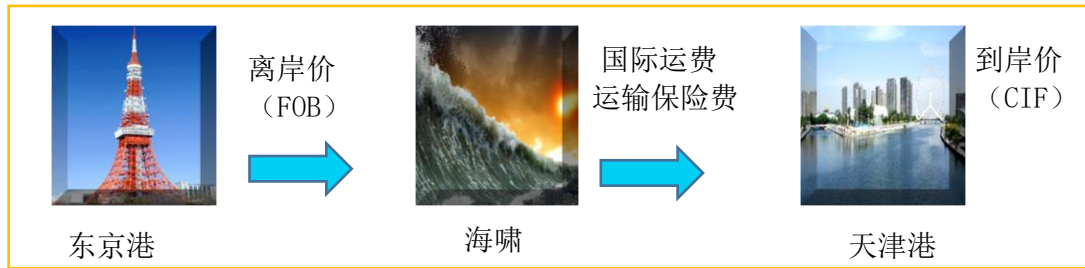 离岸价
（FOB）
国际运费
运输保险费
到岸价
（CIF）
东京港
海啸
天津港